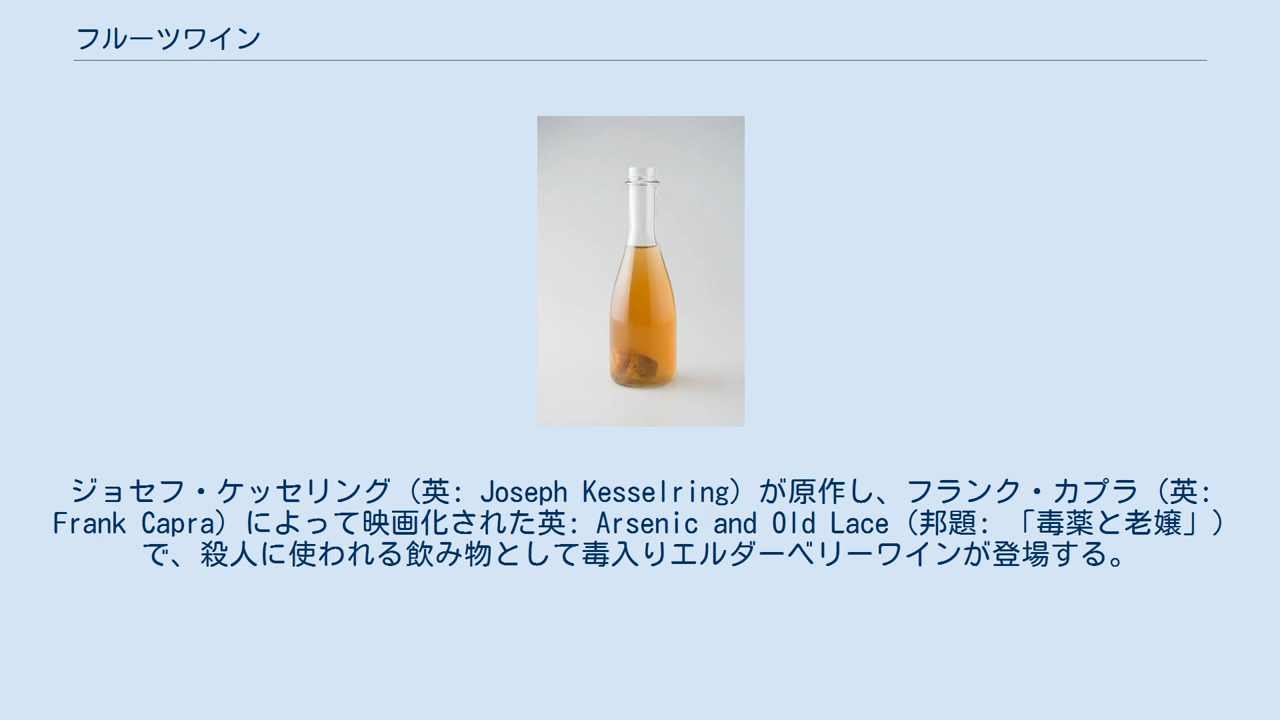 フルーツワイン
ジョセフ・ケッセリング（英: Joseph Kesselring）が原作し、フランク・カプラ（英:
Frank Capra）によって映画化された英: Arsenic and Old Lace（邦題: 「毒薬と老嬢」）
で、殺人に使われる飲み物として毒入りエルダーベリーワインが登場する。